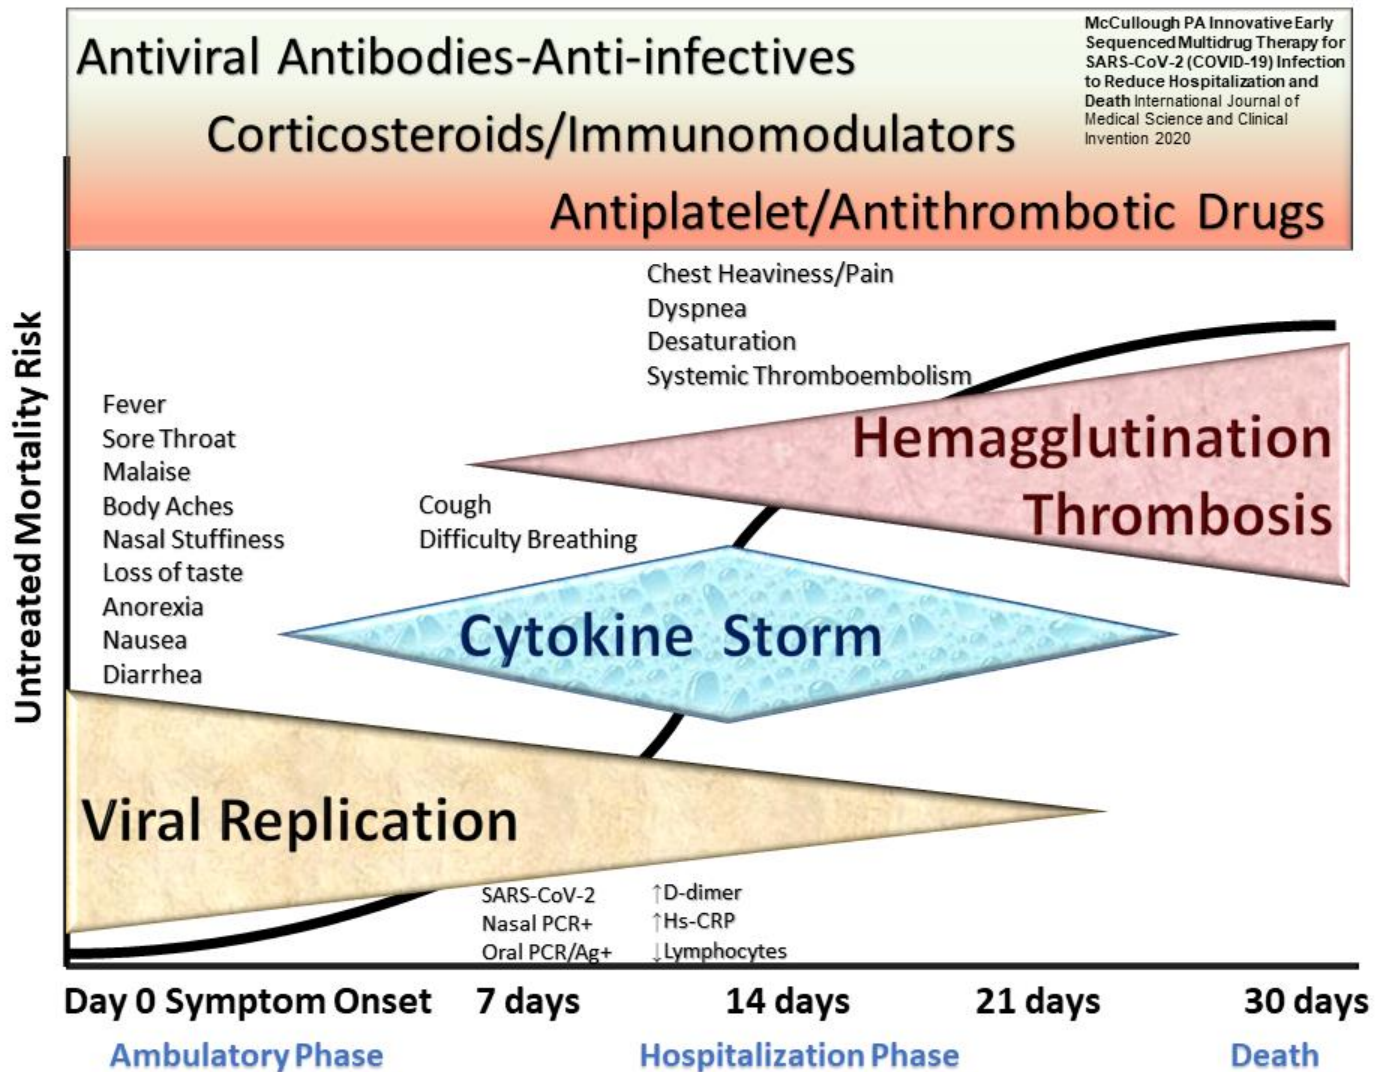 Antiviral Antibodies-Anti-infectives
Corticosteroids/Immunomodulators
Antiplatelet/Antithrombotic Drugs
McCullough PA Innovative Early
Sequenced Multidrug Therapy for
SARS-CoV-2 (COVID-19) Infection
to Reduce Hospitalization and
Death International Journal of
Medical Science and Clinical
Invention 2020
Untreated Mortality Risk
Chest Heaviness/Pain
Dyspnea
Desaturation
Systemic Thromboembolism
Fever
Sore Throat
Malaise
Body Aches
Nasal Stuffiness
Loss of taste
Anorexia
Nausea
Diarrhea
Cough
Difficulty Breathing
Hemagglutination
Thrombosis
Cytokine Storm
Viral Replication
SARS-CoV-2
Nasal PCR+
Oral PCR/Ag+
↑D-dimer
↑Hs-CRP
↓Lymphocytes
Day 0 Symptom Onset 7 days 14 days 21 days 30 days
Ambulatory Phase Hospitalization Phase Death